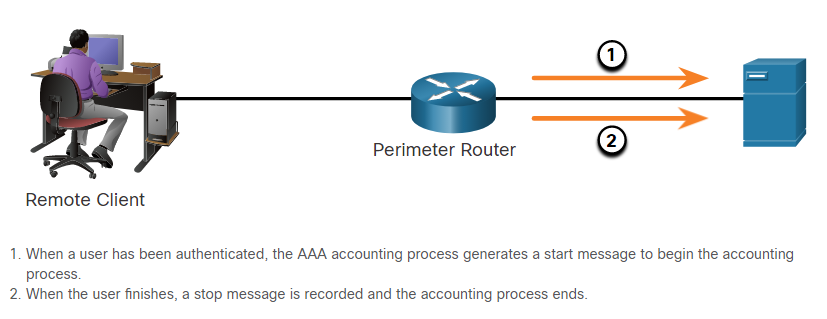 1
Perimeter Router
2
Remote Client
1. When a user has been authenticated, the AAA accounting process generates a start message to begin the accounting
process.
2. When the user finishes, a stop message is recorded and the accounting process ends.